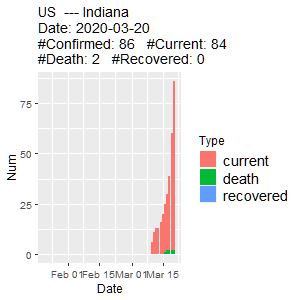 US  --- Indiana
Date: 2020-03-20
#Confirmed: 86   #Current: 84
#Death: 2   #Recovered: 0
Num
75
50
25
0
Feb 01
Feb 15
Mar 01
Mar 15
Date
Type
current
death
recovered